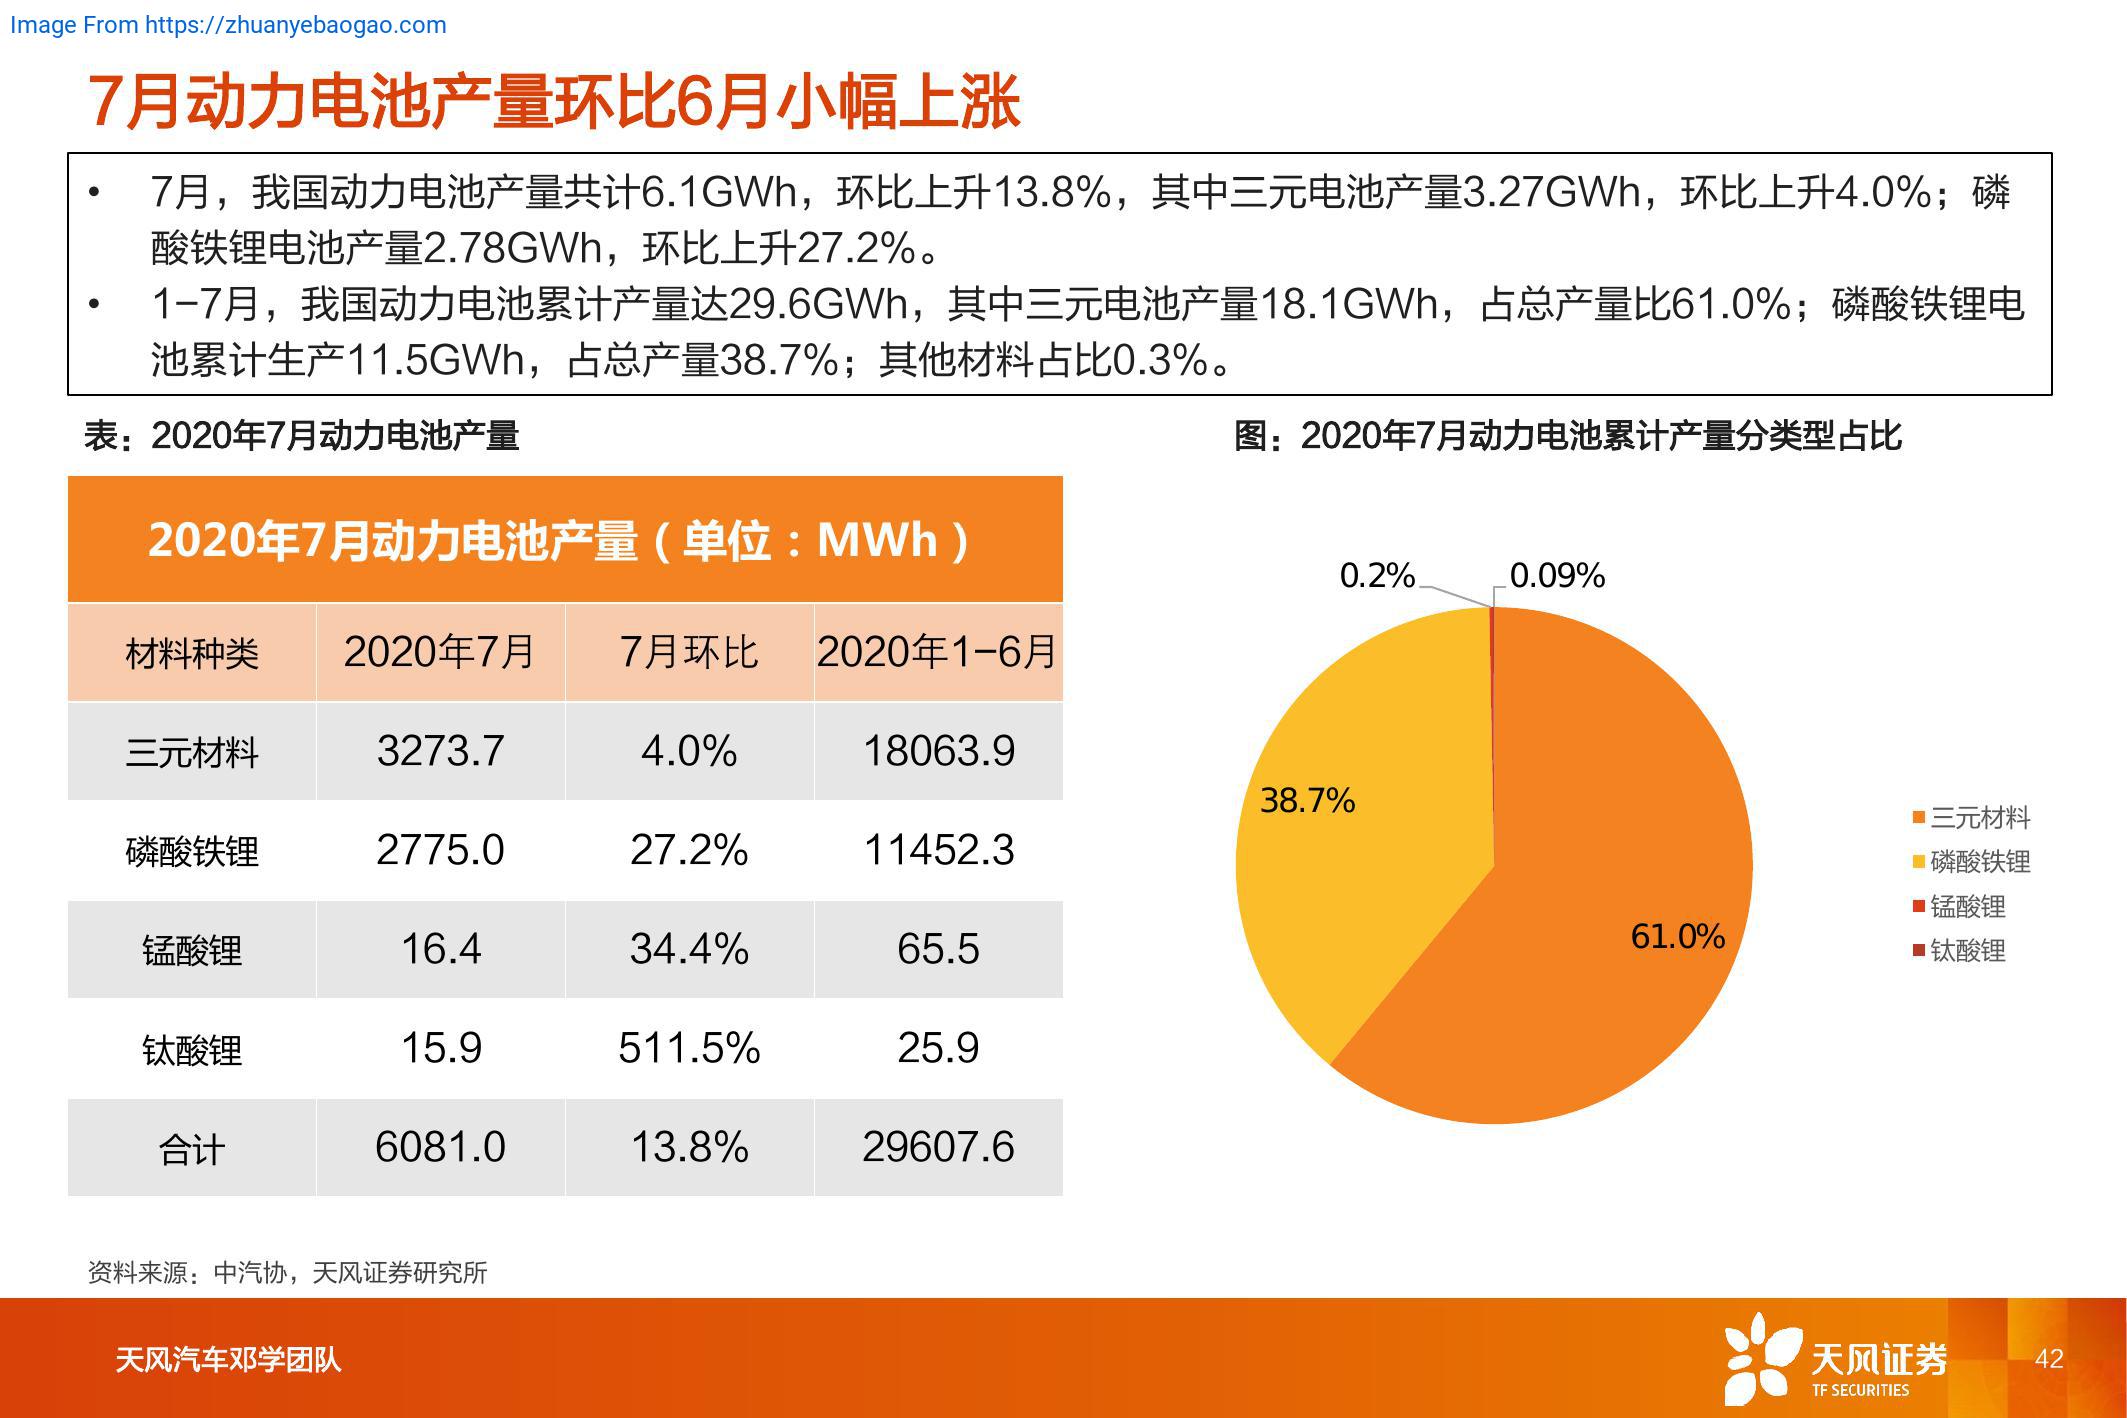 Image From https://zhuanyebaogao.com
7月动力电池产量环比6月小幅上涨
• 7月，我国动力电池产量共计6.1GWh，环比上升13.8%，其中三元电池产量3.27GWh，环比上升4.0%；磷
酸铁锂电池产量2.78GWh，环比上升27.2%。
• 1-7月，我国动力电池累计产量达29.6GWh，其中三元电池产量18.1GWh，占总产量比61.0%；磷酸铁锂电
池累计生产11.5GWh，占总产量38.7%；其他材料占比0.3%。
表：2020年7月动力电池产量
2020年7月动力电池产量（单位：MWh）
材料种类 2020年7月 7月环比 2020年1-6月
三元材料 3273.7 4.0% 18063.9
磷酸铁锂 2775.0 27.2% 11452.3
锰酸锂 16.4 34.4% 65.5
钛酸锂 15.9 511.5% 25.9
合计 6081.0 13.8% 29607.6
图：2020年7月动力电池累计产量分类型占比
0.2% 0.09%
38.7%
61.0%
三元材料
磷酸铁锂
锰酸锂
钛酸锂
资料来源：中汽协，天风证券研究所
天风汽车邓学团队
天风证券
TF SECURITIES
42